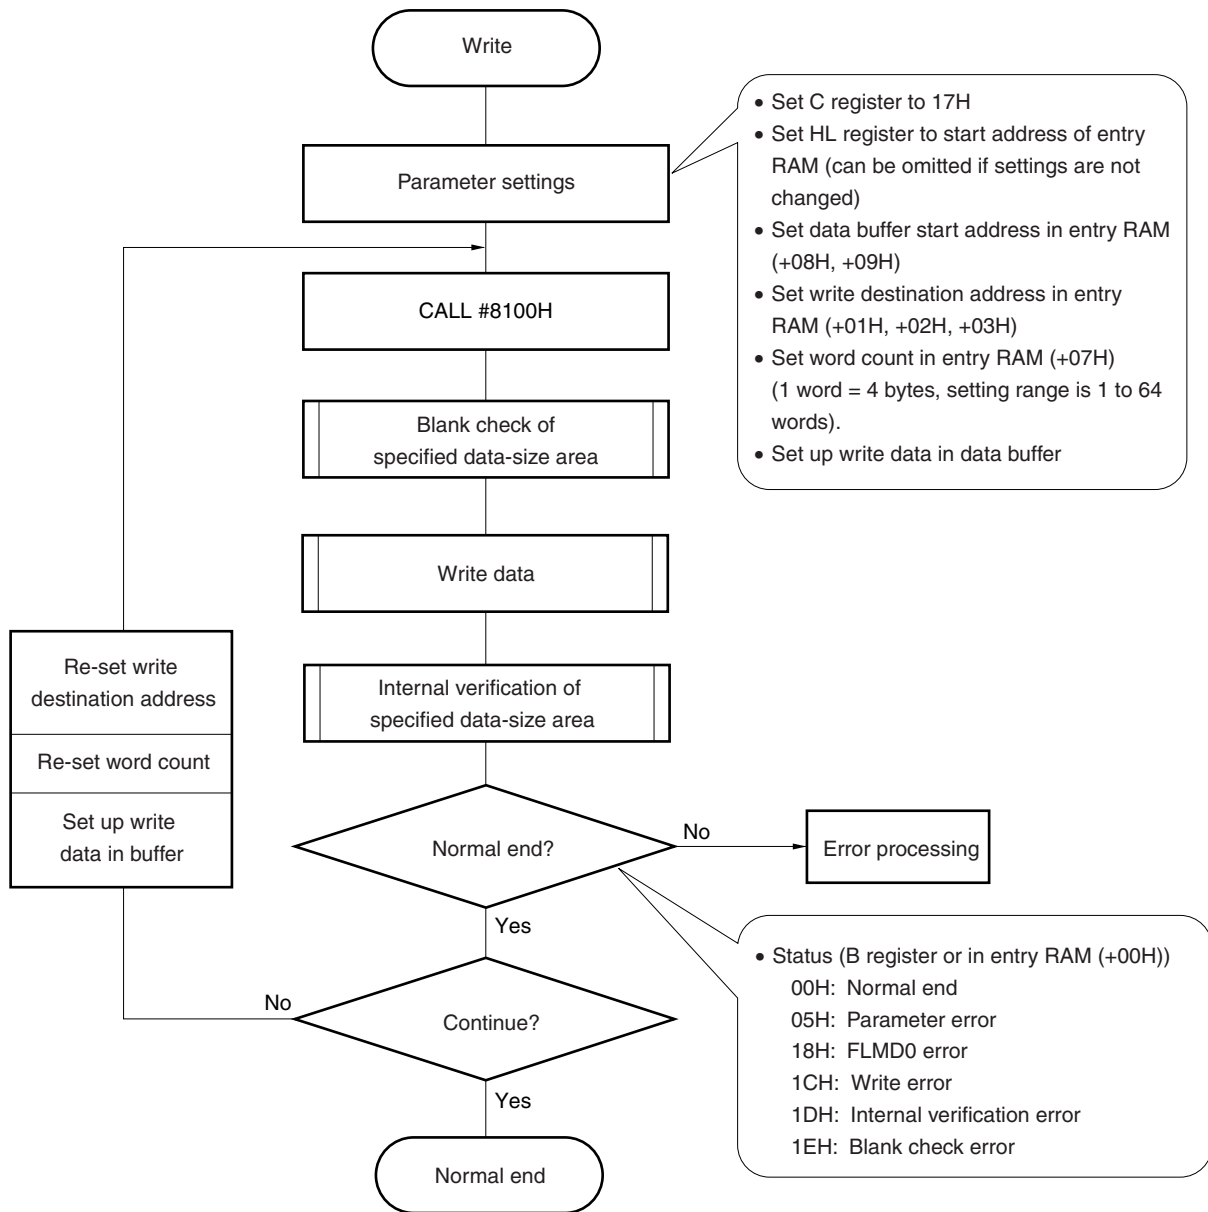 Write
Parameter settings
• Set C register to 17H
• Set HL register to start address of entry
RAM (can be omitted if settings are not
changed)
• Set data buffer start address in entry RAM
(+08H, +09H)
• Set write destination address in entry
RAM (+01H, +02H, +03H)
• Set word count in entry RAM (+07H)
(1 word = 4 bytes, setting range is 1 to 64
words).
• Set up write data in data buffer
CALL #8100H
Blank check of
specified data-size area
Write data
Internal verification of
specified data-size area
Re-set write
destination address
Re-set word count
Set up write
data in buffer
Normal end?
No
Error processing
Yes
• Status (B register or in entry RAM (+00H))
00H: Normal end
05H: Parameter error
18H: FLMD0 error
1CH: Write error
1DH: Internal verification error
1EH: Blank check error
No
Continue?
Yes
Normal end